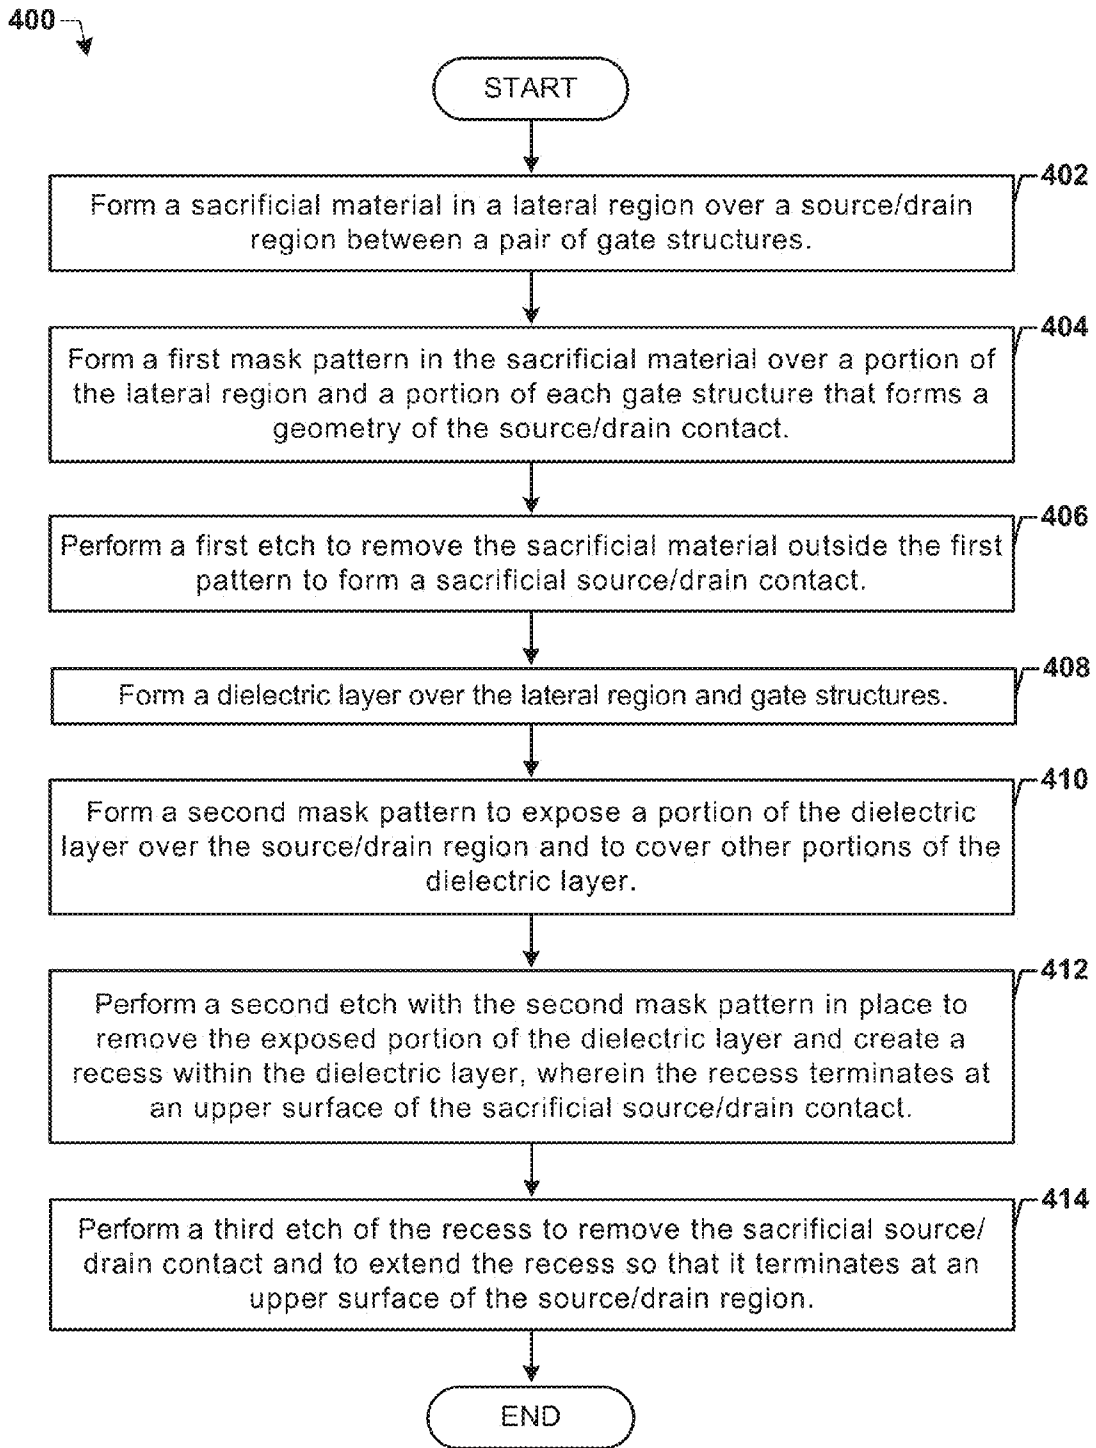 400
START
402
Form a sacrificial material in a lateral region over a source/drain
region between a pair of gate structures.
404
Form a first mask pattern in the sacrificial material over a portion of
the lateral region and a portion of each gate structure that forms a
geometry of the source/drain contact.
406
Perform a first etch to remove the sacrificial material outside the first
pattern to form a sacrificial source/drain contact.
408
Form a dielectric layer over the lateral region and gate structures.
410
Form a second mask pattern to expose a portion of the dielectric
layer over the source/drain region and to cover other portions of the
dielectric layer.
412
Perform a second etch with the second mask pattern in place to
remove the exposed portion of the dielectric layer and create a
recess within the dielectric layer, wherein the recess terminates at
an upper surface of the sacrificial source/drain contact.
414
Perform a third etch of the recess to remove the sacrificial source/
drain contact and to extend the recess so that it terminates at an
upper surface of the source/drain region.
END